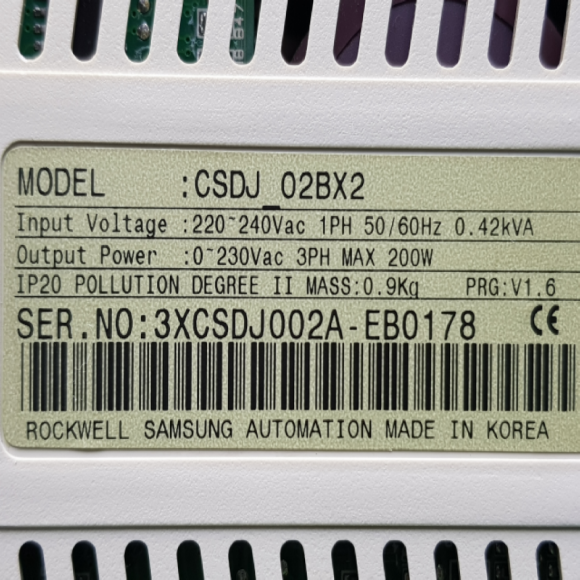 MODEL :CSDJ_02BX2
Input Voltage :220~240Vac 1PH 50/60Hz 0.42kVA
Output Power :0~230Vac 3PH MAX 200W
IP20 POLLUTION DEGREE II MASS:0.9Kg PRG:V1.6
SER.NO:3XCSDJ002A-EB0178 CE
ROCKWELL SAMSUNG AUTOMATION MADE IN KOREA